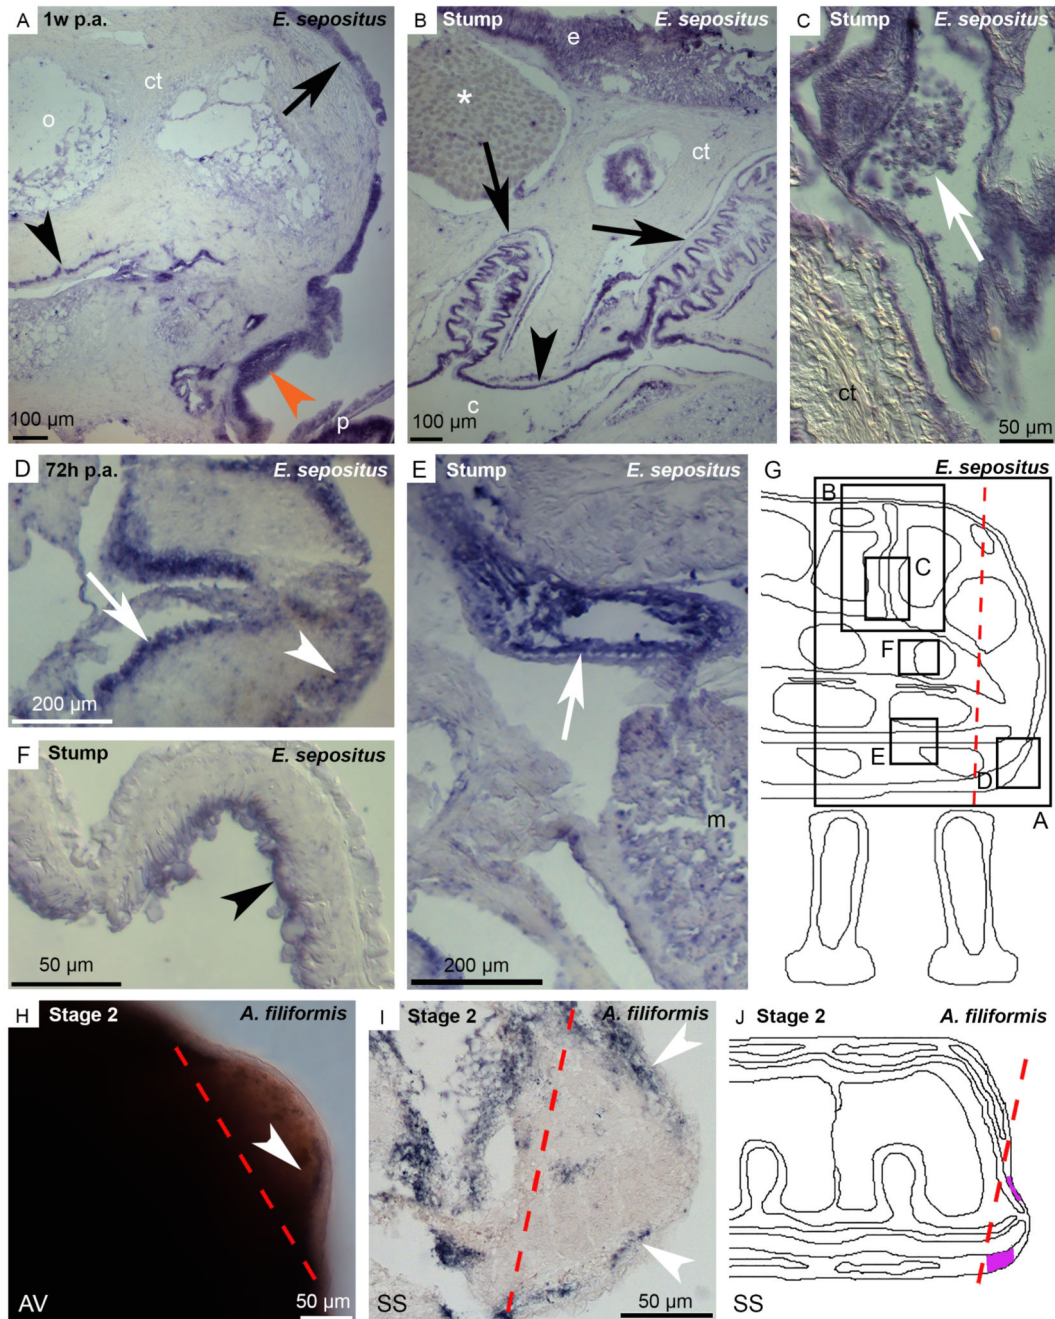 A 1w p.a. E. sepositus
ct
o
p
100 µm
B Stump E. sepositus
e
*
ct
c
100 µm
C Stump E. sepositus
ct
50 µm
D 72h p.a. E. sepositus
200 µm
E Stump E. sepositus
m
200 µm
F Stump E. sepositus
50 µm
G E. sepositus
B
C
F
E
D
A
H Stage 2 A. filiformis
AV 50 µm
I Stage 2 A. filiformis
SS 50 µm
J Stage 2 A. filiformis
SS